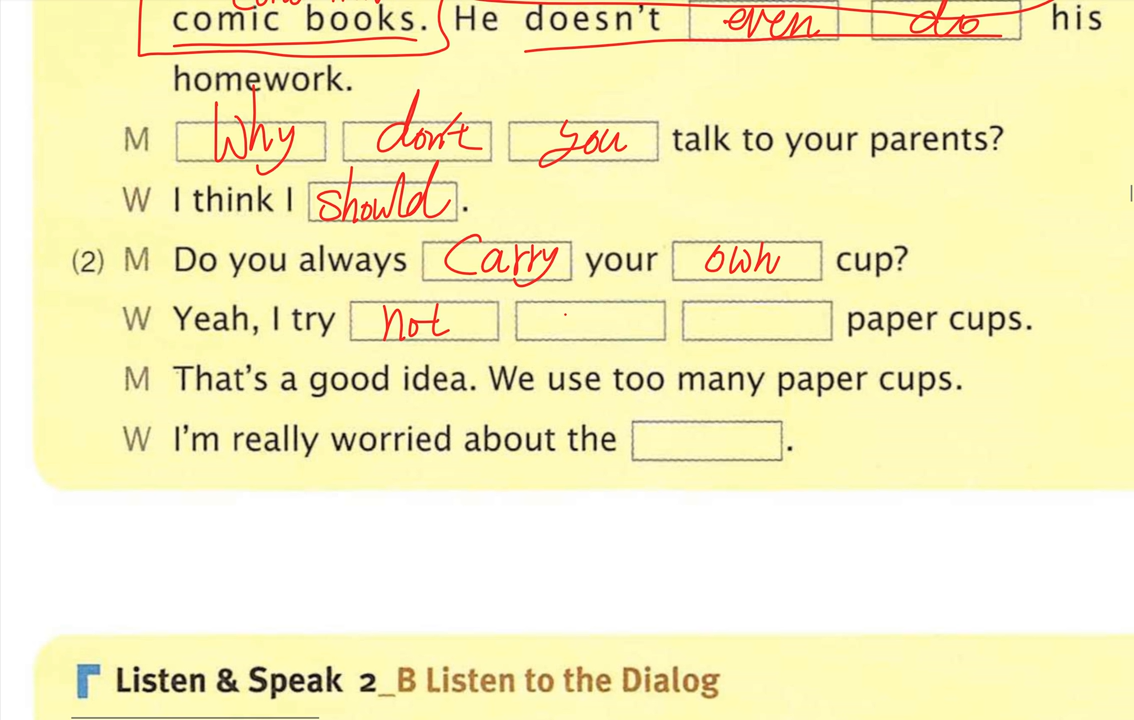 comic books. He doesn't even do his
homework.
M Why don't you talk to your parents?
W I think I should.
(2) M Do you always Carry your own cup?
W Yeah, I try not paper cups.
M That's a good idea. We use too many paper cups.
W I'm really worried about the .
Listen & Speak 2_B Listen to the Dialog